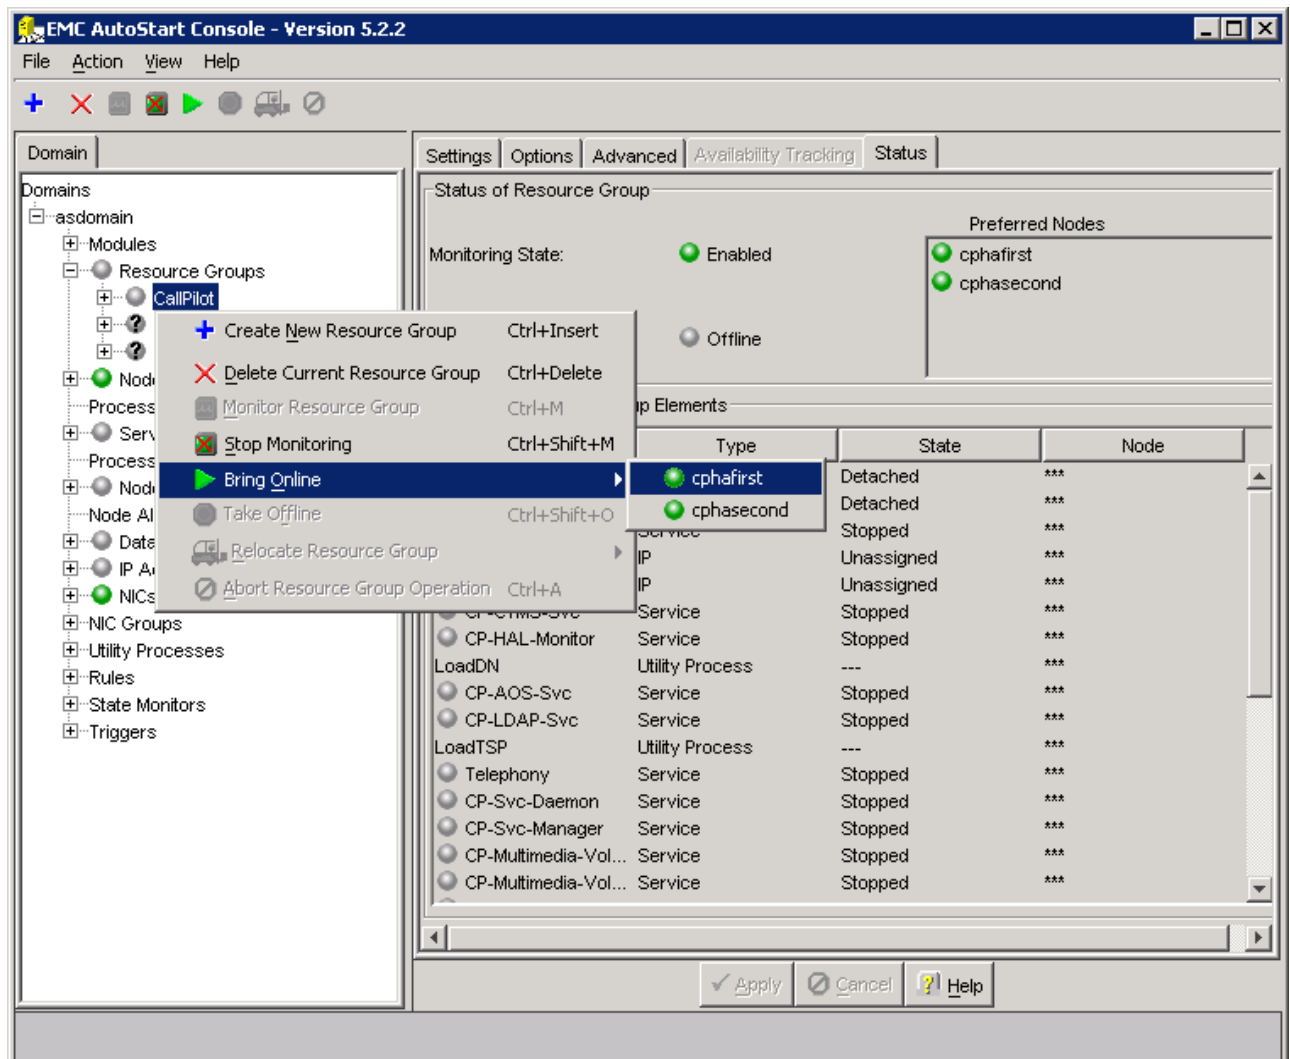 EMC AutoStart Console - Version 5.2.2
File Action View Help
Domain
Domains
asdomain
Modules
Resource Groups
CallPilot
Process
Node Al
NICs
NIC Groups
Utility Processes
Rules
State Monitors
Triggers
Create New Resource Group Ctrl+Insert
Delete Current Resource Group Ctrl+Delete
Monitor Resource Group Ctrl+M
Stop Monitoring Ctrl+Shift+M
Bring Online
Take Offline Ctrl+Shift+O
Relocate Resource Group
Abort Resource Group Operation Ctrl+A
cphafirst
cphasecond
Settings Options Advanced Availability Tracking Status
Status of Resource Group
Preferred Nodes
Monitoring State: Enabled
cphafirst
cphasecond
Offline
up Elements
Type State Node
Detached ***
Detached ***
Service Stopped ***
IP Unassigned ***
IP Unassigned ***
CP-CTMS-Svc Service Stopped ***
CP-HAL-Monitor Service Stopped ***
LoadDN Utility Process --- ***
CP-AOS-Svc Service Stopped ***
CP-LDAP-Svc Service Stopped ***
LoadTSP Utility Process --- ***
Telephony Service Stopped ***
CP-Svc-Daemon Service Stopped ***
CP-Svc-Manager Service Stopped ***
CP-Multimedia-Vol... Service Stopped ***
CP-Multimedia-Vol... Service Stopped ***
Apply Cancel Help